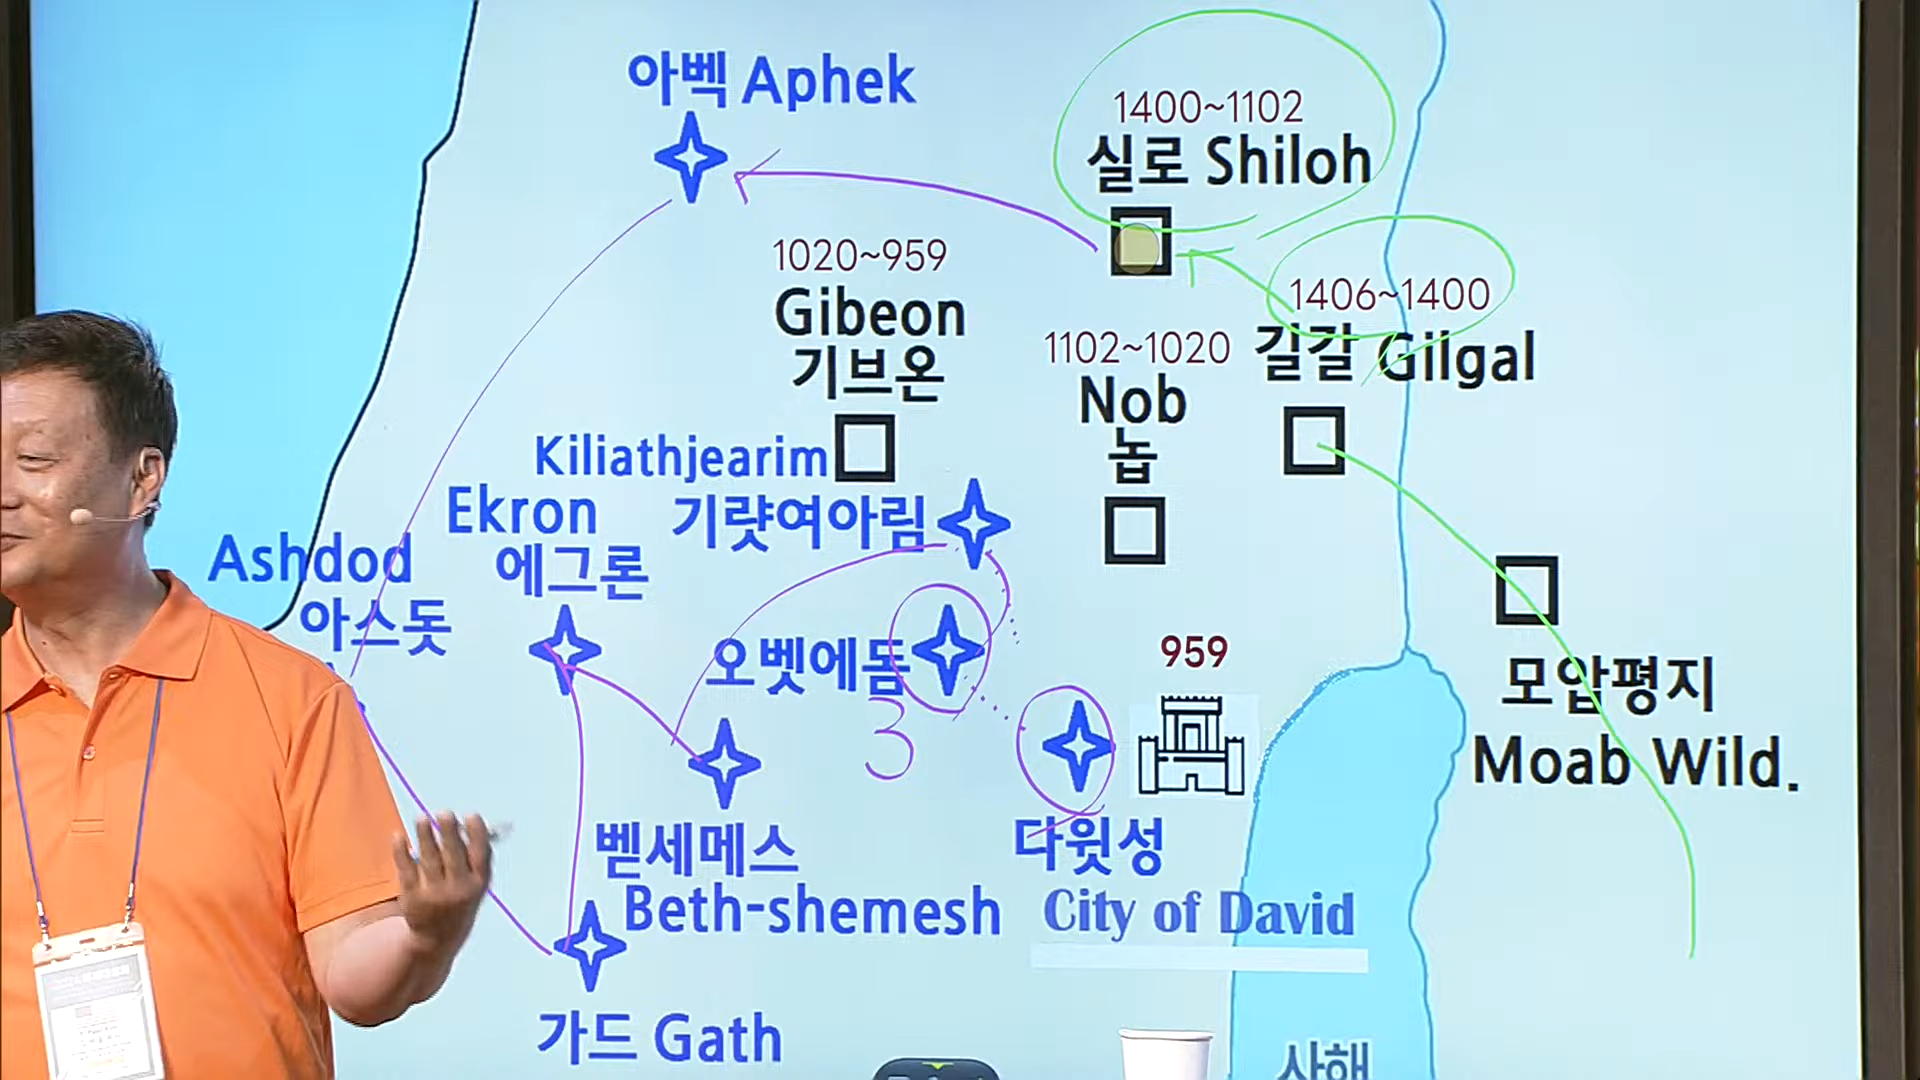 아벡 Aphek
1400~1102
실로 Shiloh
1020~959
Gibeon
기브온
1406~1400
길갈 Gilgal
1102~1020
Nob
놉
Kiliathjearim
기럇여아림
Ekron
에그론
Ashdod
아스돗
오벳에돔
3
959
모압평지
Moab Wild.
벧세메스
Beth-shemesh
다윗성
City of David
가드 Gath
사해